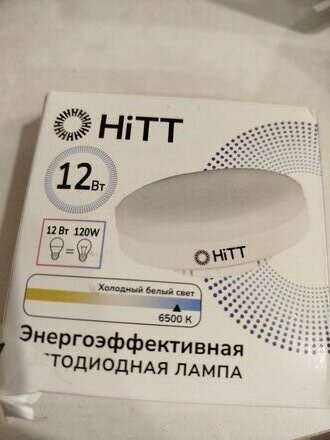 HiTT
12Вт
12 Вт 120W
=
HiTT
Холодный белый свет
6500 K
Энергоэффективная
ТОДИОДНАЯ ЛАМПА